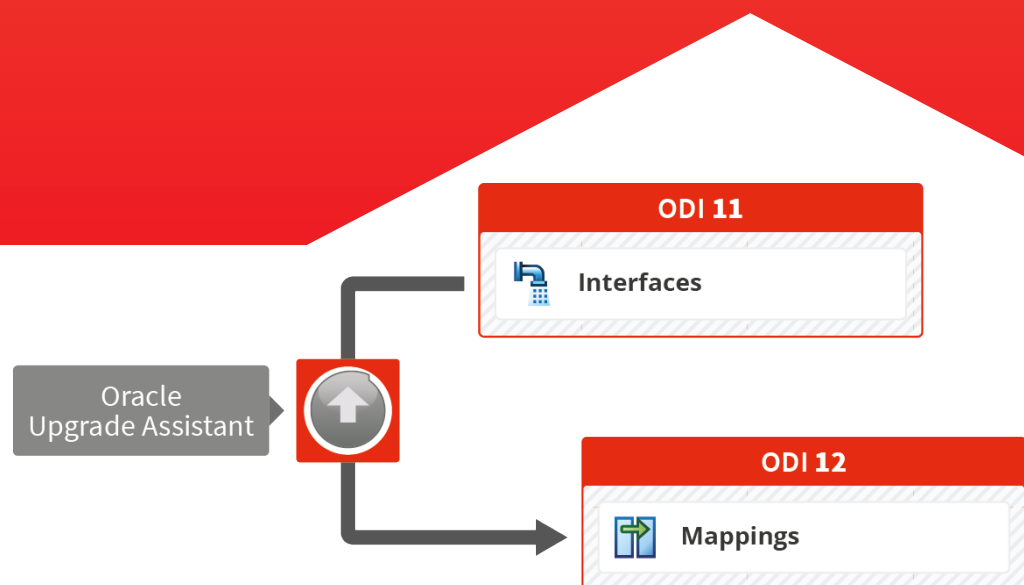 ODI 11
Interfaces
Oracle
Upgrade Assistant
ODI 12
Mappings